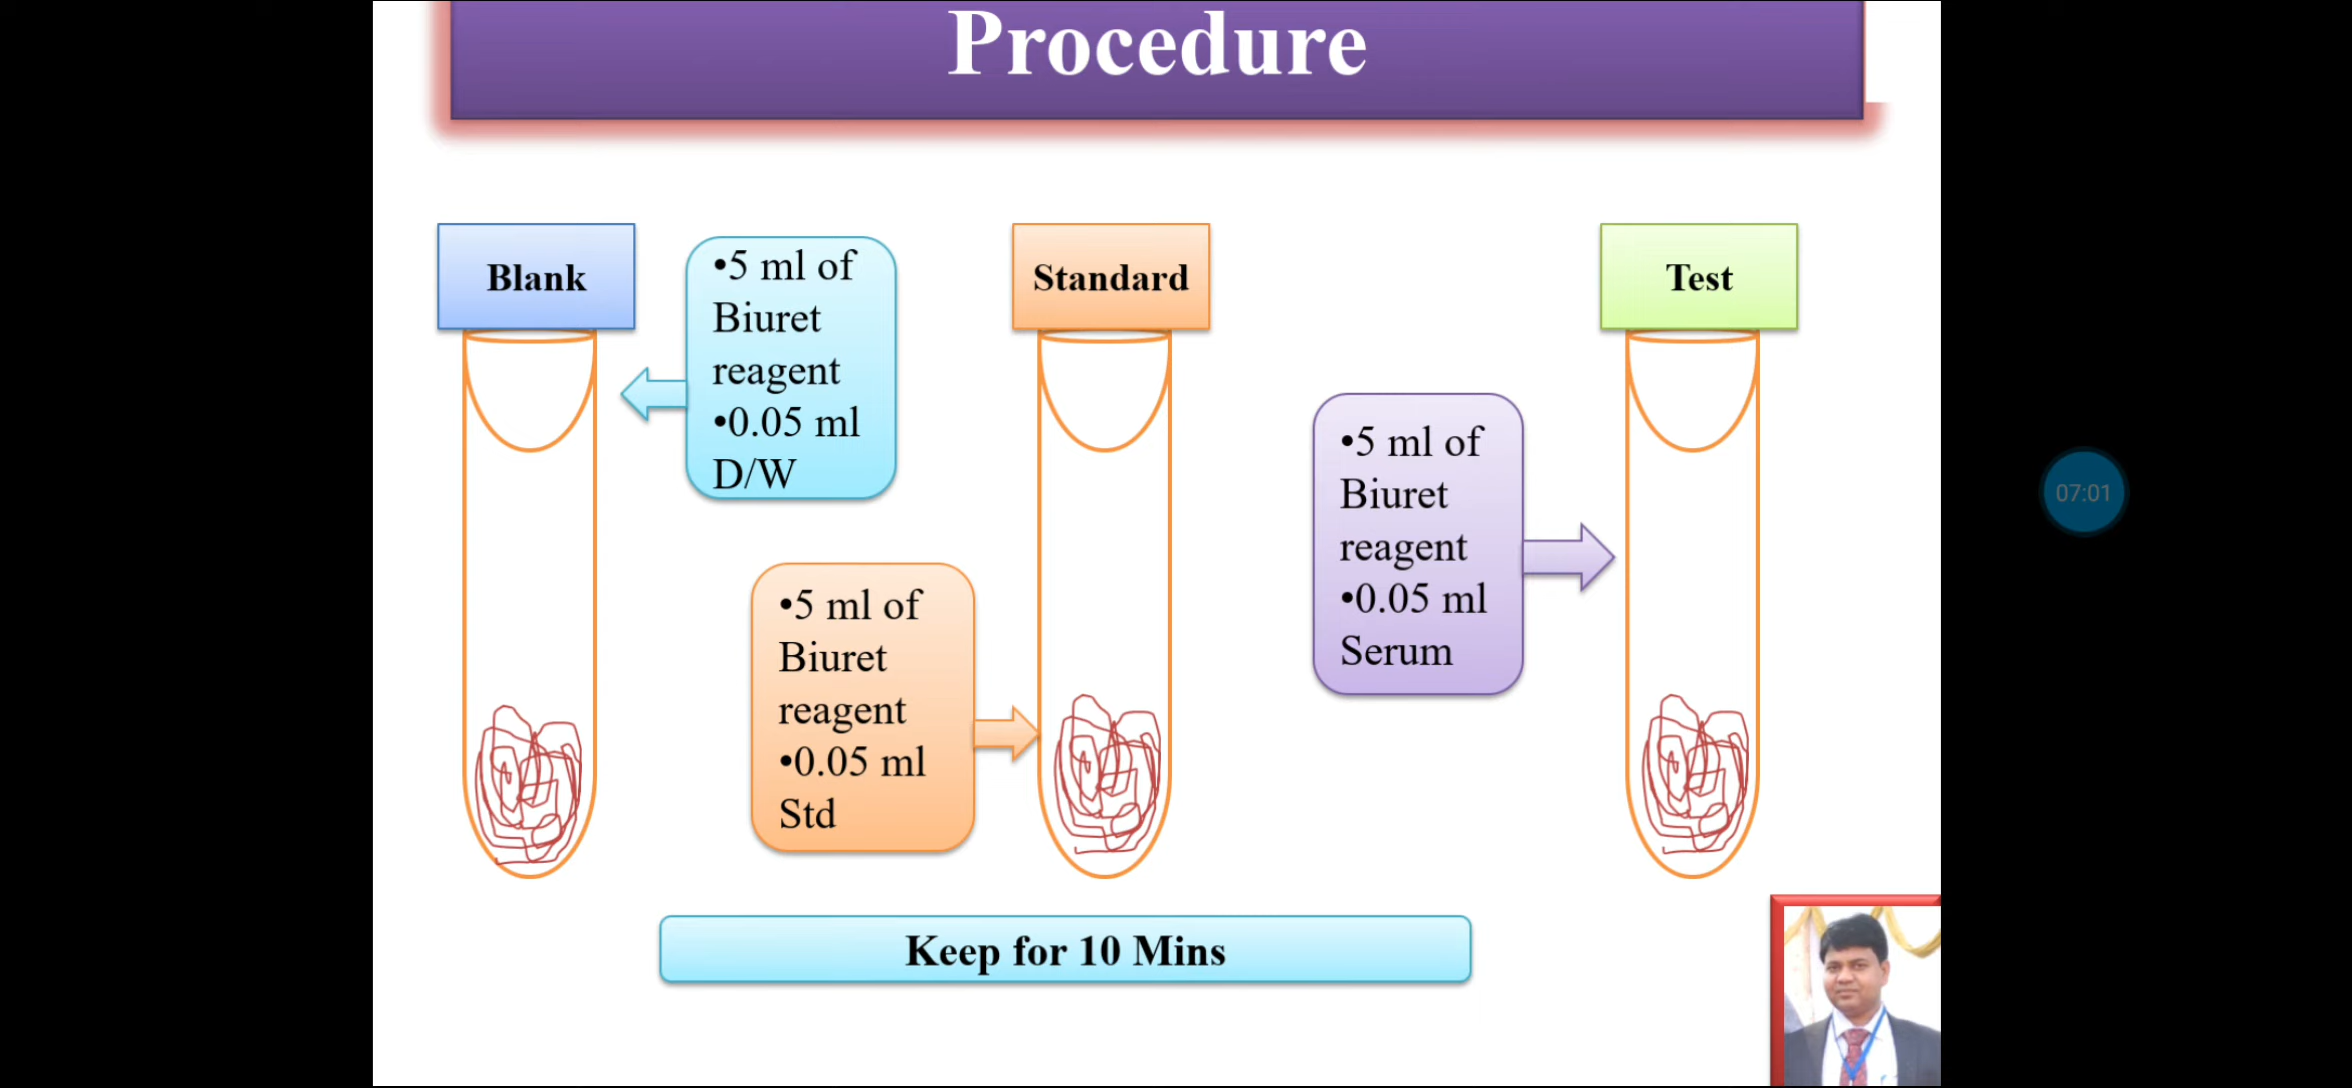 Procedure
Blank
•5 ml of
Biuret
reagent
•0.05 ml
D/W
Standard
•5 ml of
Biuret
reagent
•0.05 ml
Std
Test
•5 ml of
Biuret
reagent
•0.05 ml
Serum
07:01
Keep for 10 Mins